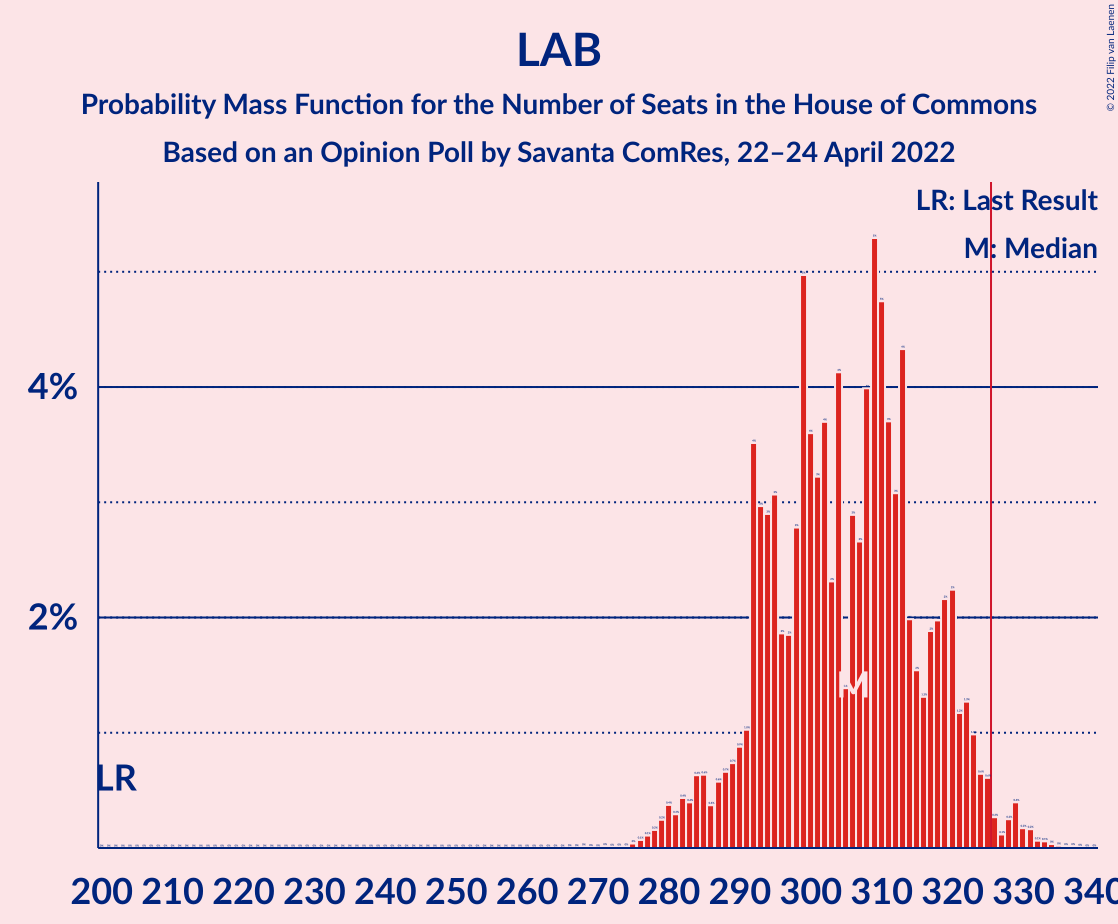 LAB
Probability Mass Function for the Number of Seats in the House of Commons
Based on an Opinion Poll by Savanta ComRes, 22–24 April 2022
© 2022 Filip van Laenen
LR: Last Result
M: Median
4%
2%
LR
M
200 210 220 230 240 250 260 270 280 290 300 310 320 330 340